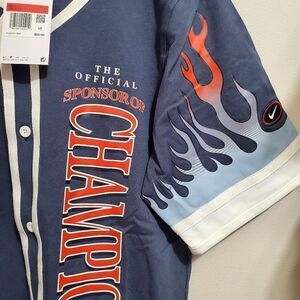 THE
OFFICIAL
SPONSOR OF
CHAMPIO